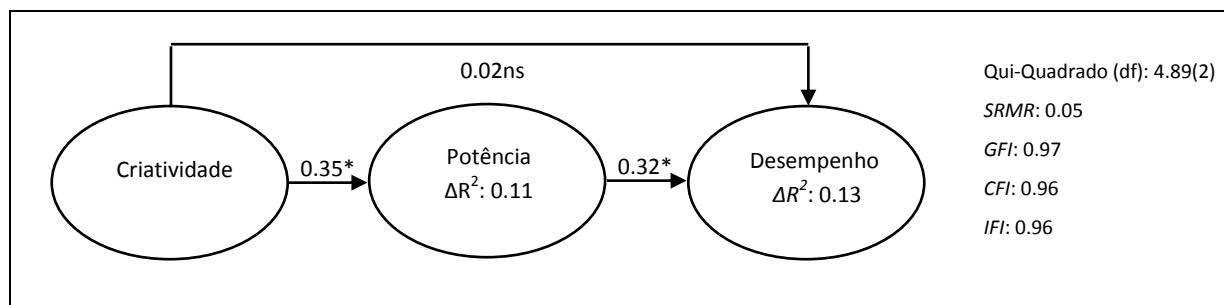 0.02ns
Criatividade
0.35*
Potência
ΔR²: 0.11
0.32*
Desempenho
ΔR²: 0.13
Qui-Quadrado (df): 4.89(2)
SRMR: 0.05
GFI: 0.97
CFI: 0.96
IFI: 0.96